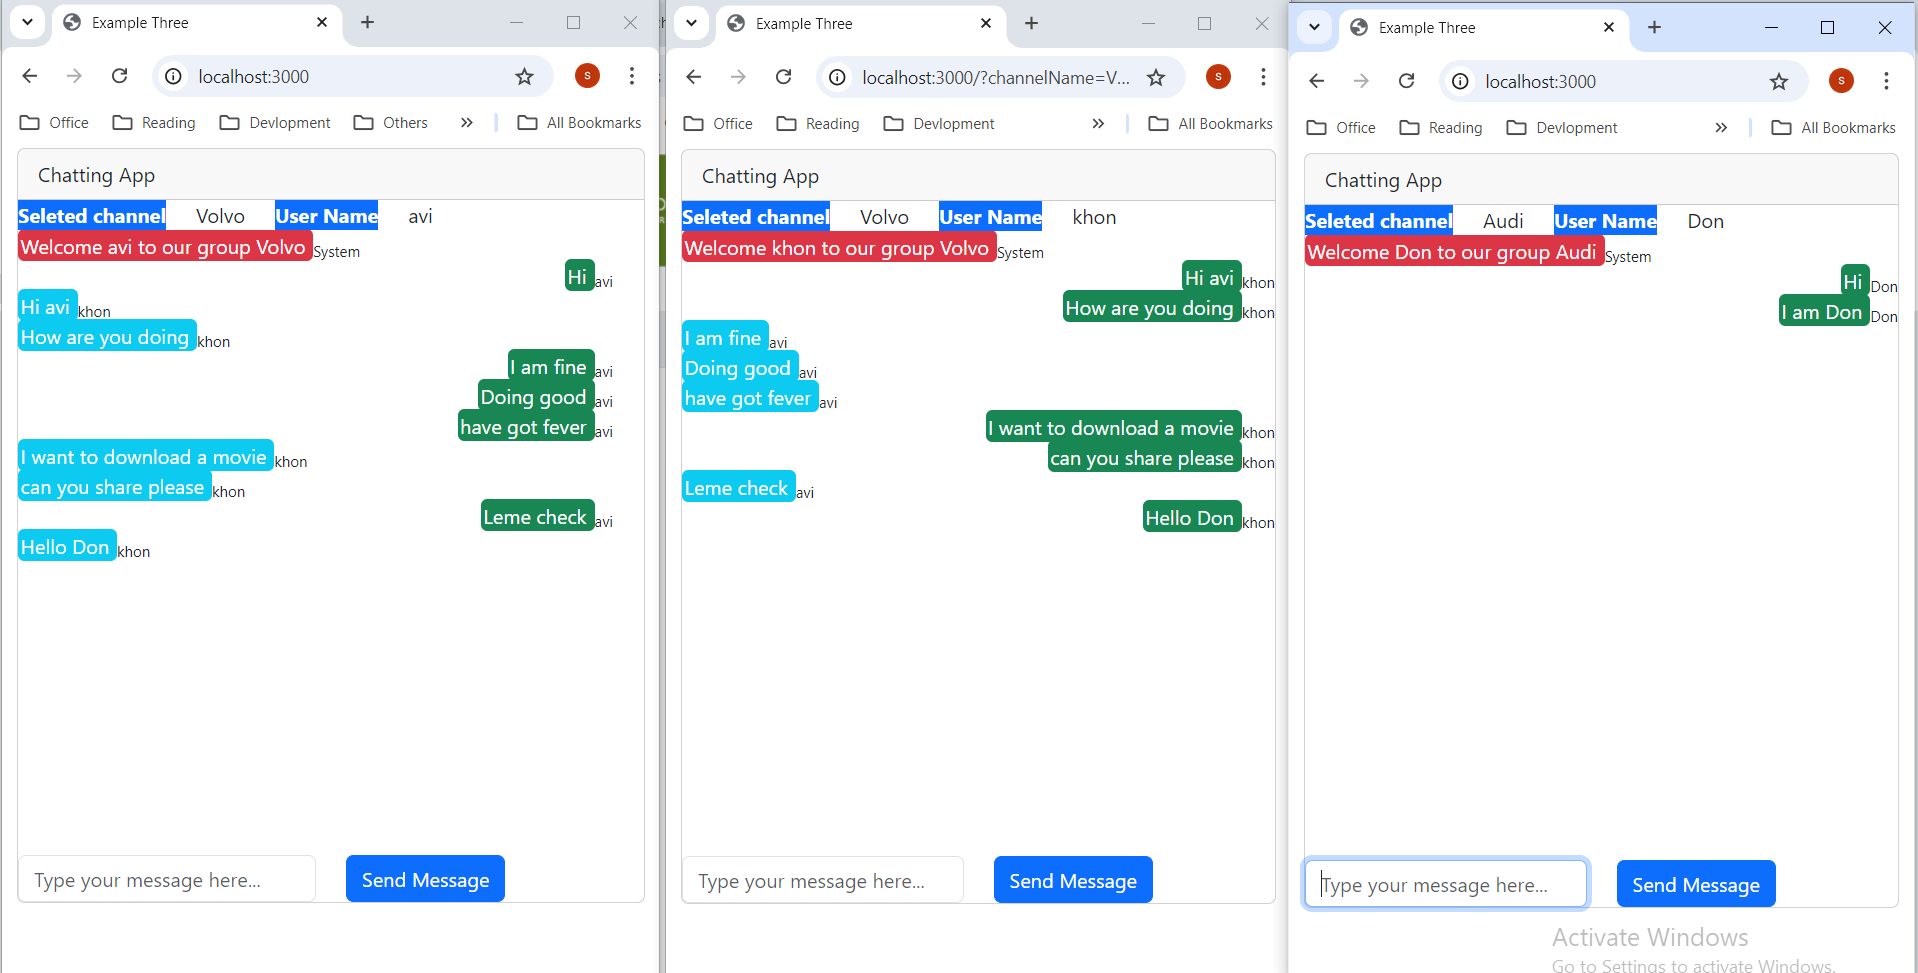 Example Three
localhost:3000
S
Office Reading Devlopment Others All Bookmarks
Chatting App
Seleted channel Volvo User Name avi
Welcome avi to our group Volvo System
Hi avi
Hi avi khon
How are you doing khon
I am fine avi
Doing good avi
have got fever avi
I want to download a movie khon
can you share please khon
Leme check avi
Hello Don khon
Type your message here... Send Message
Example Three
localhost:3000/?channelName=V...
S
Office Reading Devlopment All Bookmarks
Chatting App
Seleted channel Volvo User Name khon
Welcome khon to our group Volvo System
Hi avi khon
How are you doing khon
I am fine avi
Doing good avi
have got fever avi
I want to download a movie khon
can you share please khon
Leme check avi
Hello Don khon
Type your message here... Send Message
Example Three
localhost:3000
S
Office Reading Devlopment All Bookmarks
Chatting App
Seleted channel Audi User Name Don
Welcome Don to our group Audi System
Hi Don
I am Don Don
Type your message here... Send Message
Activate Windows
Go to Settings to activate Windows.